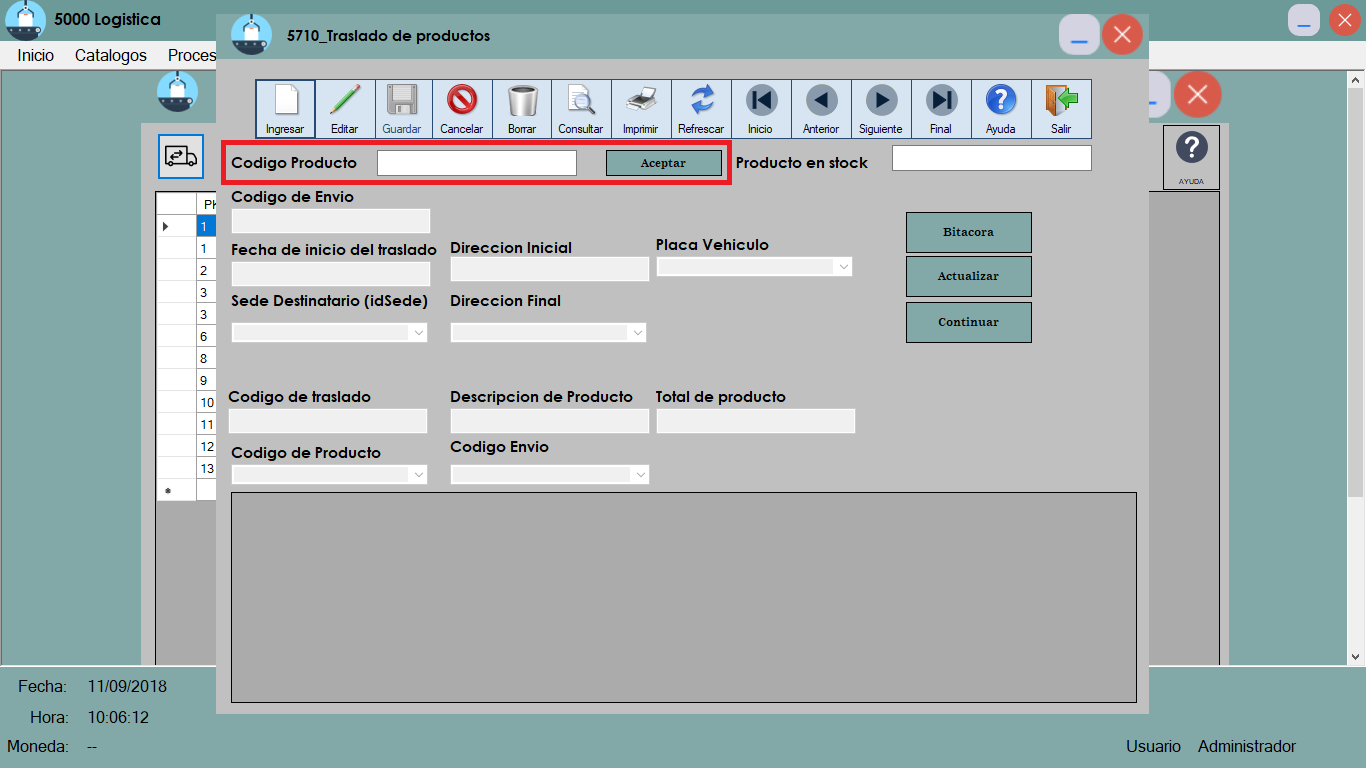 5000 Logistica
5710_Traslado de productos
Inicio Catalogos Proces
Ingresar Editar Guardar Cancelar Borrar Consultar Imprimir Refrescar Inicio Anterior Siguiente Final Ayuda Salir
Codigo Producto Aceptar Producto en stock
AYUDA
Codigo de Envio
Fecha de inicio del traslado Direccion Inicial Placa Vehiculo
Sede Destinatario (idSede) Direccion Final
Bitacora
Actualizar
Continuar
Codigo de traslado Descripcion de Producto Total de producto
Codigo de Producto Codigo Envio
PK
1
1
2
3
3
6
8
9
10
11
12
13
Fecha: 11/09/2018
Hora: 10:06:12
Moneda: --
Usuario Administrador